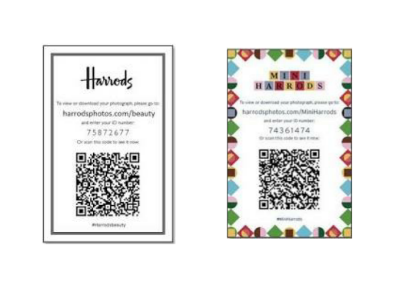 Harrods
To view or download your photograph, please go to:
harrodsphotos.com/beauty
and enter your ID number:
75872677
Or scan this code to see it now:
#HarrodsBeauty
MINI
HARRODS
To view or download your photograph, please go to:
harrodsphotos.com/MiniHarrods
and enter your ID number:
74361474
Or scan this code to see it now:
#MiniHarrods